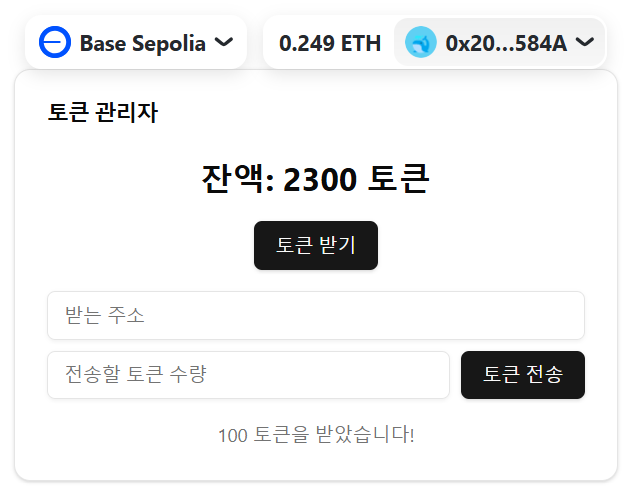 Base Sepolia 0.249 ETH 0x20...584A
토큰 관리자
잔액: 2300 토큰
토큰 받기
받는 주소
전송할 토큰 수량 토큰 전송
100 토큰을 받았습니다!